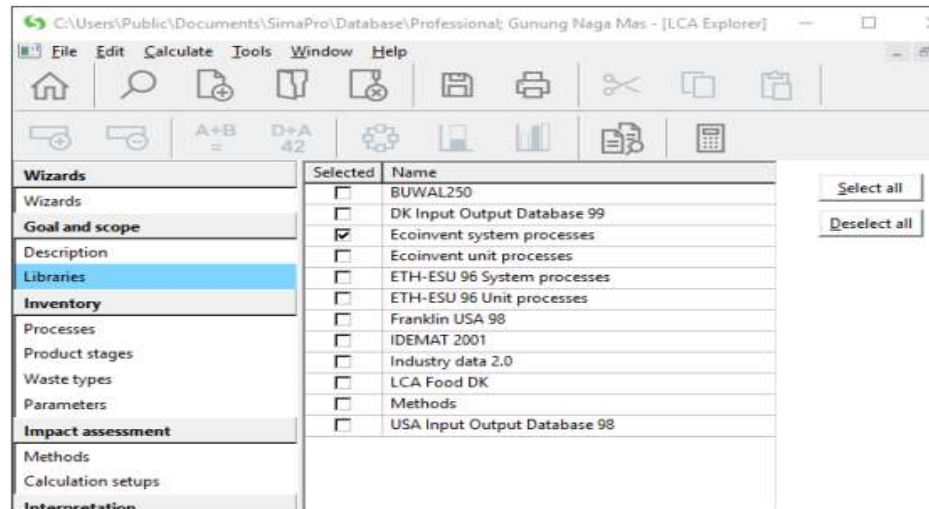 C:\Users\Public\Documents\SimaPro\Database\Professional; Gunung Naga Mas - [LCA Explorer]
File Edit Calculate Tools Window Help
A+B
=
D÷A
42
Wizards
Wizards
Goal and scope
Description
Libraries
Inventory
Processes
Product stages
Waste types
Parameters
Impact assessment
Methods
Calculation setups
Interpretation
Selected Name
BUWAL250
DK Input Output Database 99
Ecoinvent system processes
Ecoinvent unit processes
ETH-ESU 96 System processes
ETH-ESU 96 Unit processes
Franklin USA 98
IDEMAT 2001
Industry data 2.0
LCA Food DK
Methods
USA Input Output Database 98
Select all
Deselect all